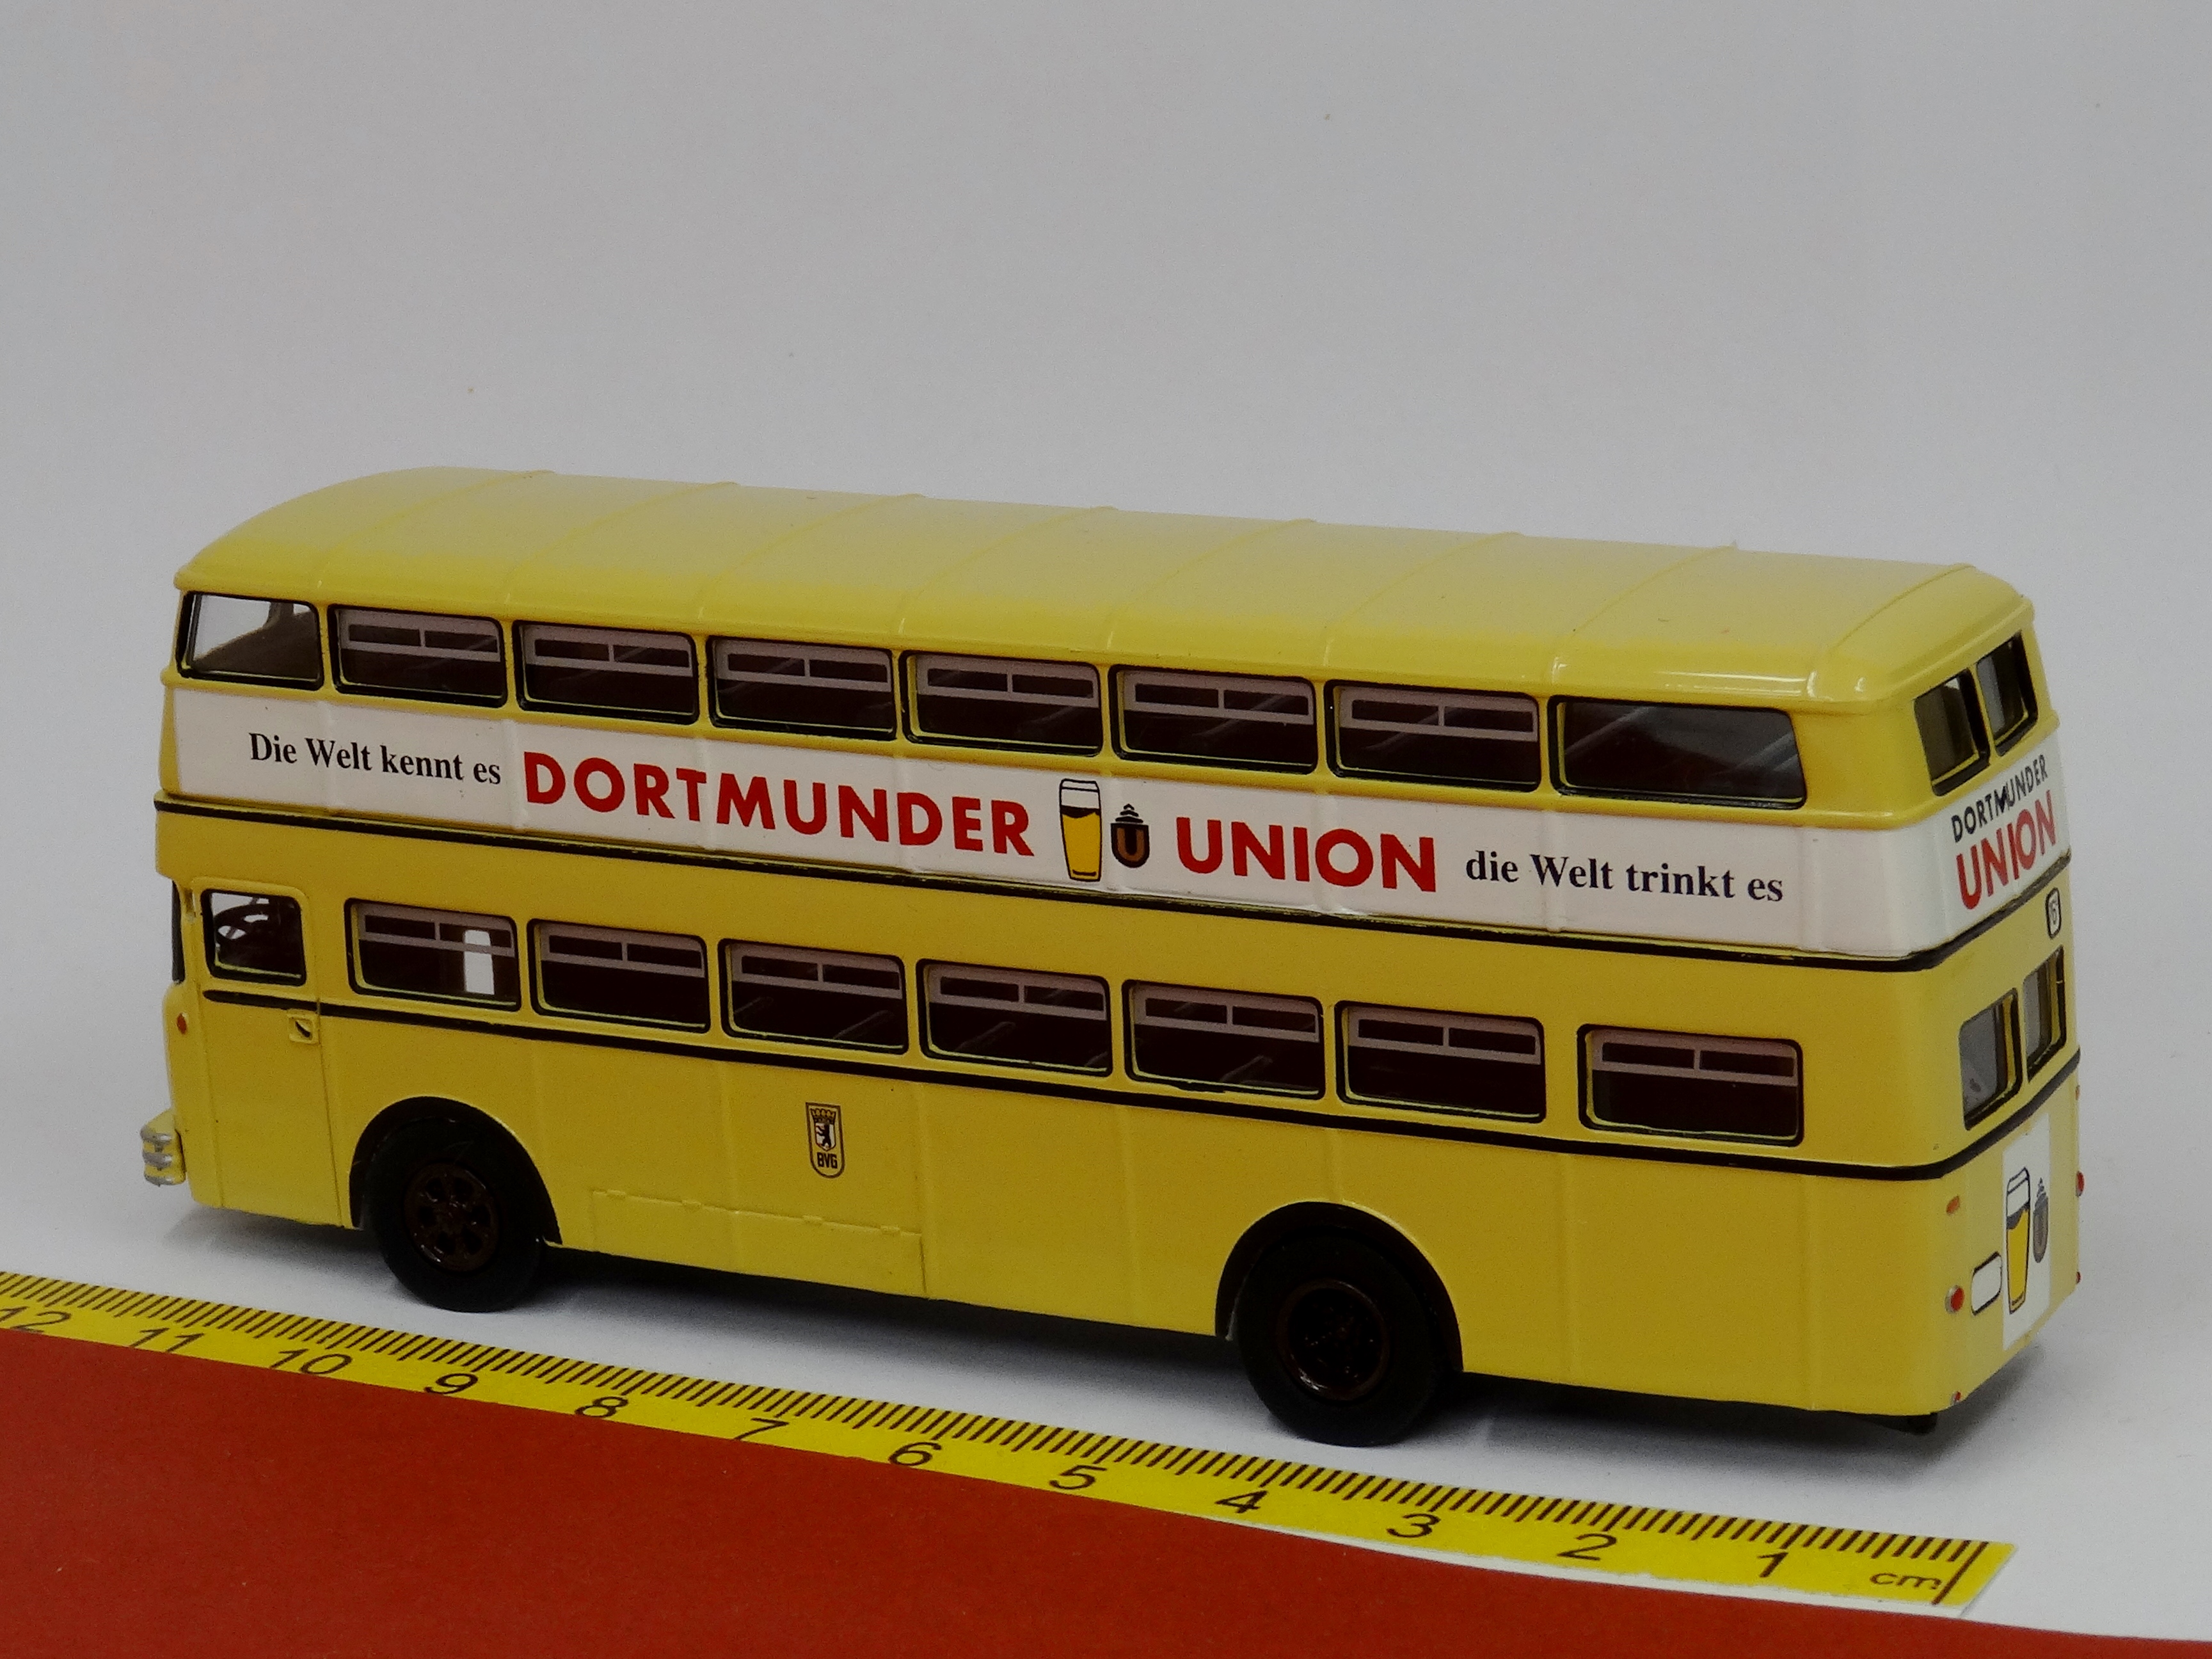 Die Welt kennt es DORTMUNDER U UNION die Welt trinkt es
DORTMUNDER
UNION
BVG
12 11 10 9 8 7 6 5 4 3 2 1 cm